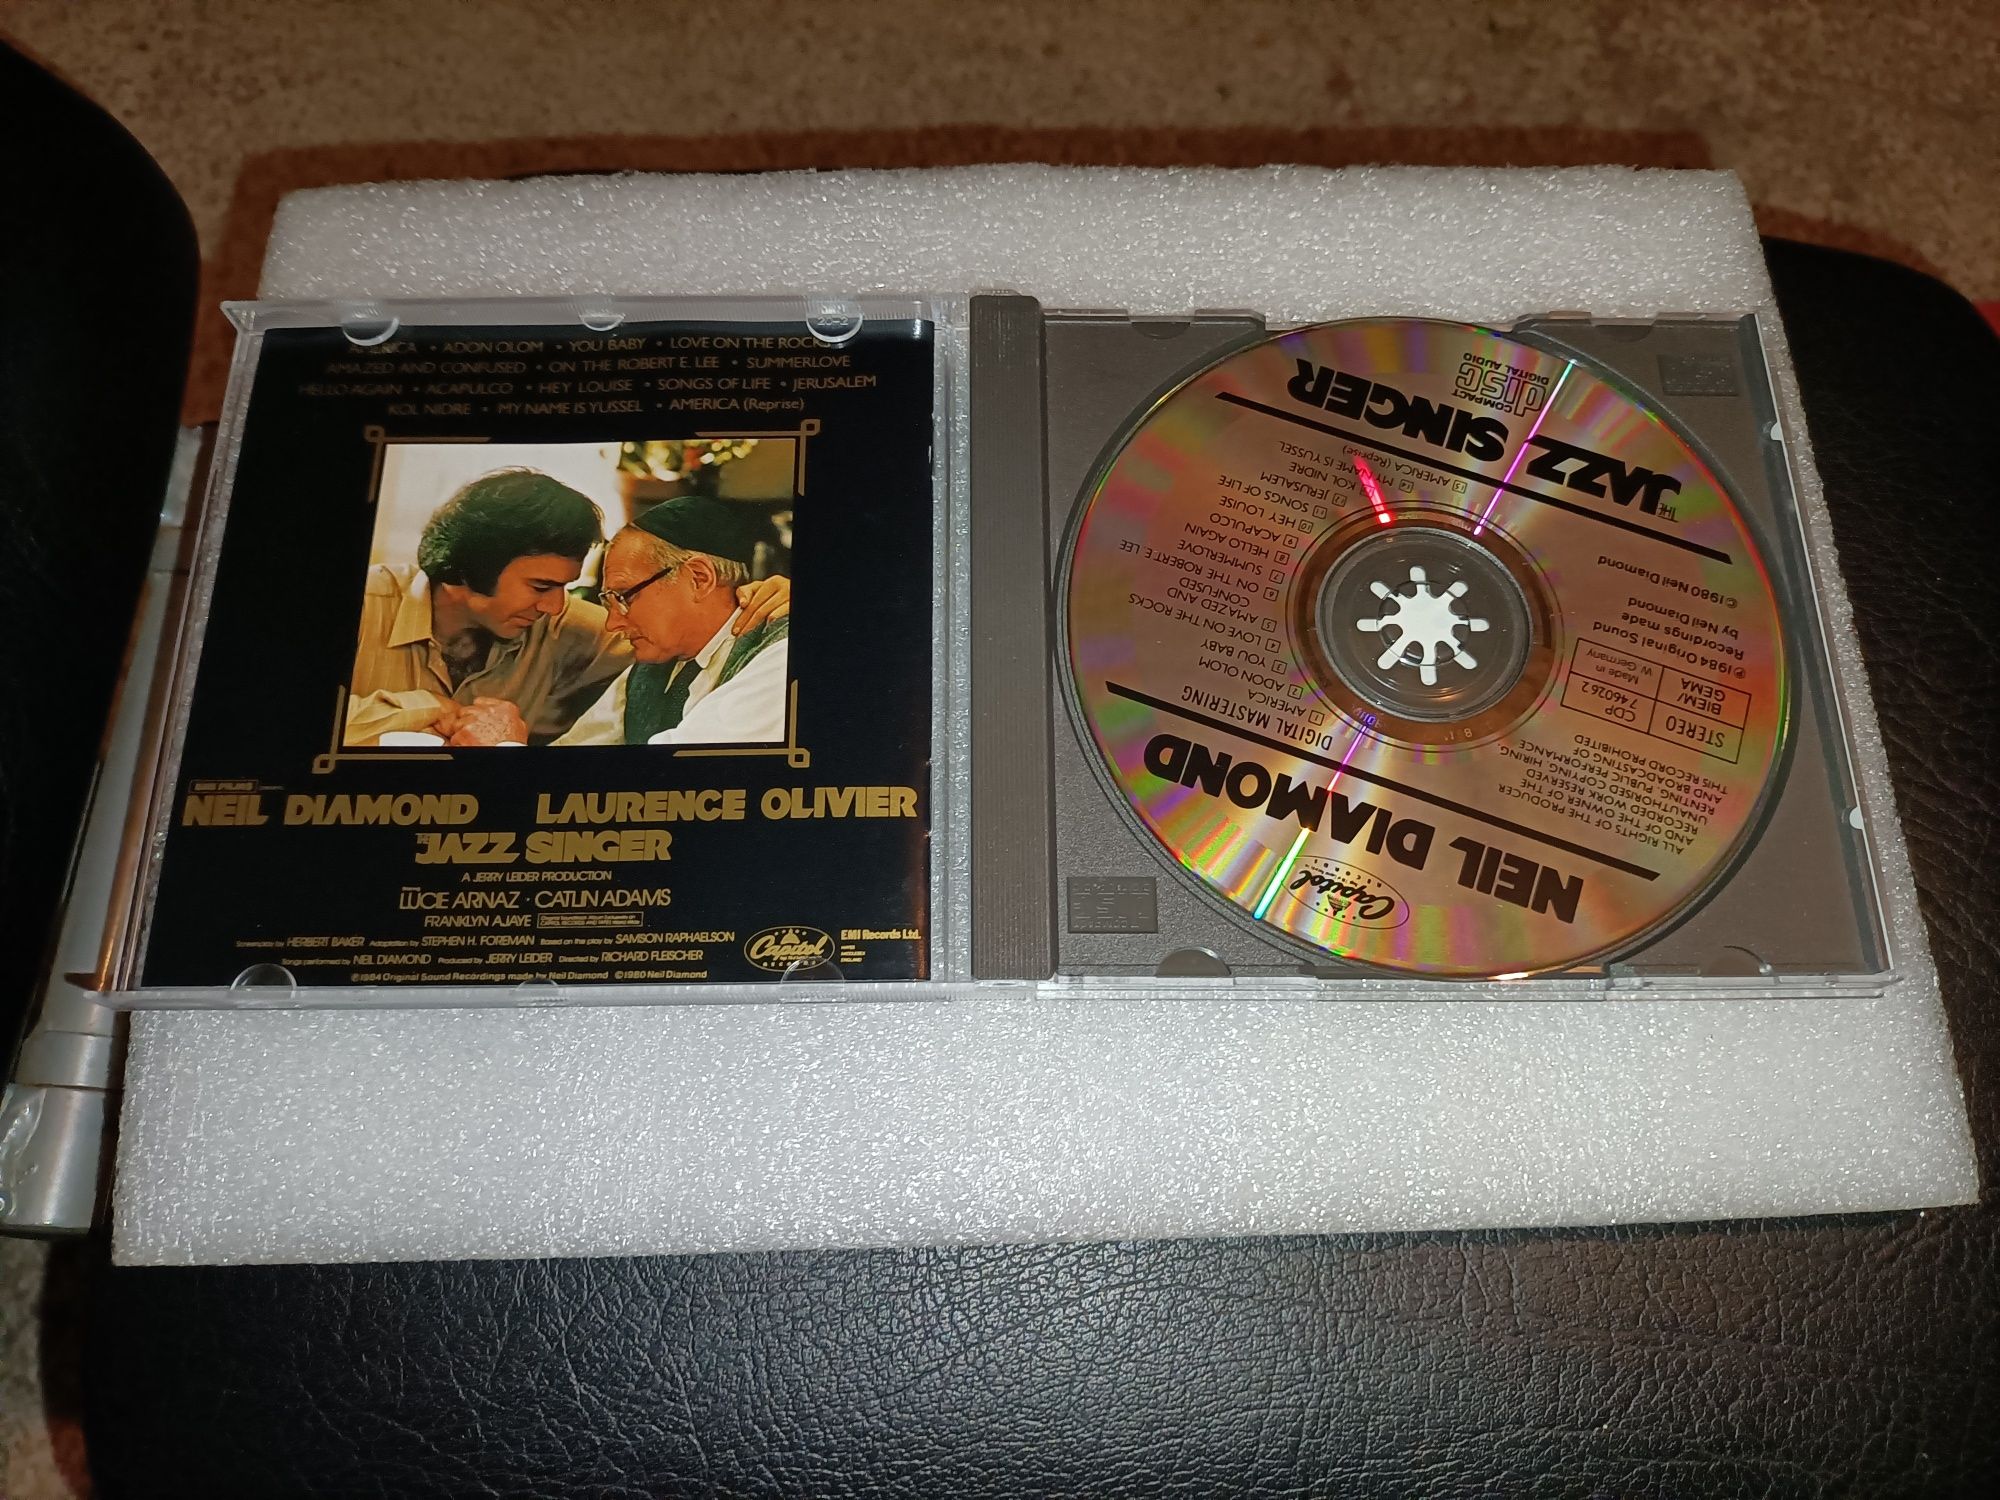 AMERICA • ADON OLOM • YOU BABY • LOVE ON THE ROCKS
AMAZED AND CONFUSED • ON THE ROBERT E. LEE • SUMMERLOVE
HELLO AGAIN • ACAPULCO • HEY LOUISE • SONGS OF LIFE • JERUSALEM
KOL NIDRE • MY NAME IS YUSSEL • AMERICA (Reprise)
NEIL DIAMOND LAURENCE OLIVIER
THE JAZZ SINGER
A JERRY LEIDER PRODUCTION
LUCIE ARNAZ • CATLIN ADAMS
FRANKLYN AJAYE
Screenplay by HERBERT BAKER Adaptation by STEPHEN H. FOREMAN Based on the play by SAMSON RAPHAELSON
Songs performed by NEIL DIAMOND Produced by JERRY LEIDER Directed by RICHARD FLEISCHER
℗1984 Original Sound Recordings made by Neil Diamond ©1980 Neil Diamond
Capitol
RECORDS
EMI Records Ltd.
HAYES
MIDDLESEX
ENGLAND
Capitol
RECORDS
NEIL DIAMOND
ALL RIGHTS OF THE PRODUCER
AND OF THE OWNER OF THE
RECORDED WORK RESERVED
UNAUTHORISED COPYING, HIRING,
RENTING, PUBLIC PERFORMANCE
AND BROADCASTING OF
THIS RECORD PROHIBITED
DIGITAL MASTERING
STEREO
CDP
7 46026 2
BIEM/
GEMA
Made in
W. Germany
1 AMERICA
2 ADON OLOM
3 YOU BABY
4 LOVE ON THE ROCKS
5 AMAZED AND
CONFUSED
6 ON THE ROBERT E. LEE
7 SUMMERLOVE
8 HELLO AGAIN
9 ACAPULCO
10 HEY LOUISE
11 SONGS OF LIFE
12 JERUSALEM
13 KOL NIDRE
14 MY NAME IS YUSSEL
15 AMERICA (Reprise)
℗1984 Original Sound
Recordings made
by Neil Diamond
©1980 Neil Diamond
THE JAZZ SINGER
COMPACT
disc
DIGITAL AUDIO